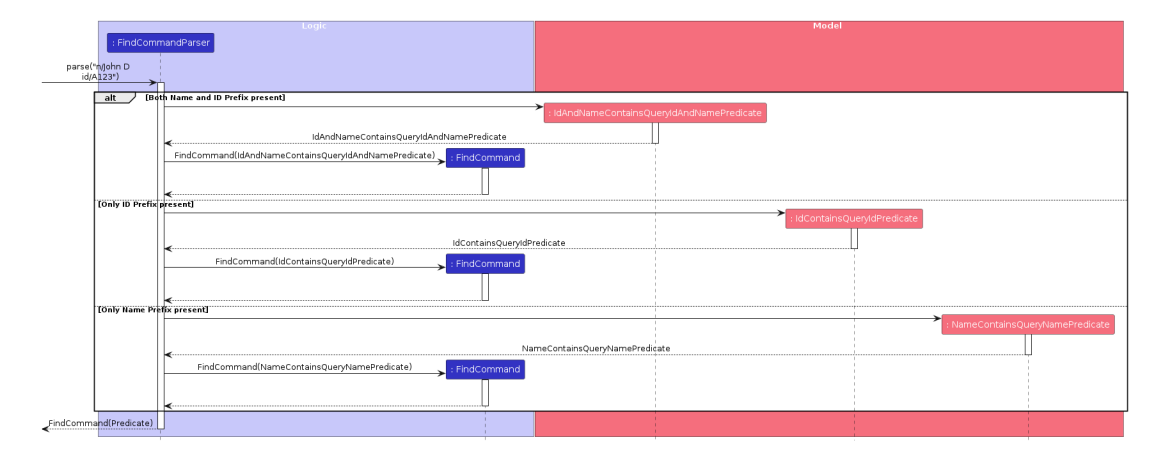 Logic
Model
: FindCommandParser
parse("n/John D
id/A123")
alt
[Both Name and ID Prefix present]
: IdAndNameContainsQueryIdAndNamePredicate
IdAndNameContainsQueryIdAndNamePredicate
FindCommand(IdAndNameContainsQueryIdAndNamePredicate)
: FindCommand
[Only ID Prefix present]
: IdContainsQueryIdPredicate
IdContainsQueryIdPredicate
FindCommand(IdContainsQueryIdPredicate)
: FindCommand
[Only Name Prefix present]
: NameContainsQueryNamePredicate
NameContainsQueryNamePredicate
FindCommand(NameContainsQueryNamePredicate)
: FindCommand
FindCommand(Predicate)